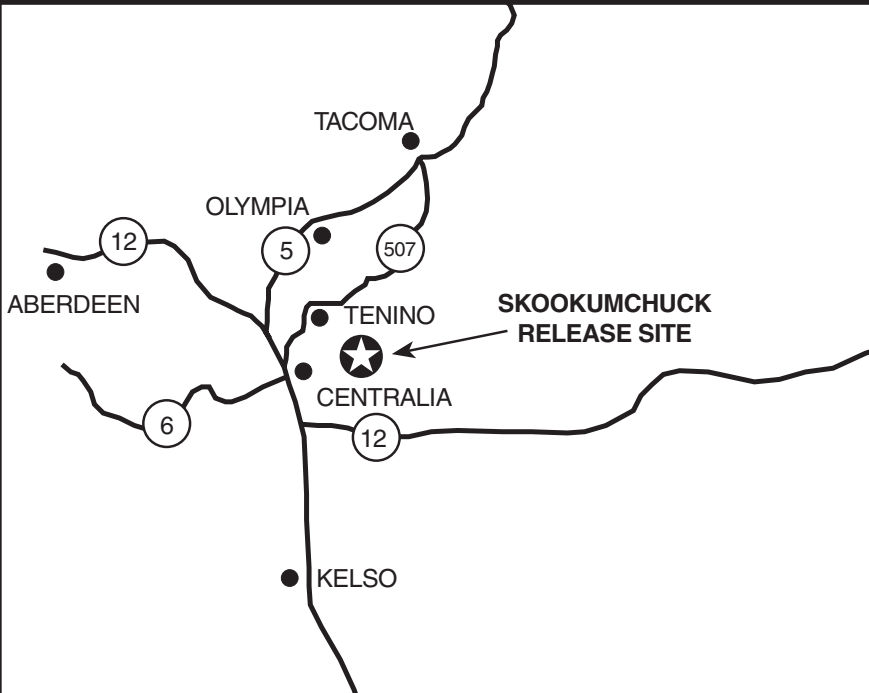 TACOMA
OLYMPIA
12
5
507
ABERDEEN
TENINO
SKOOKUMCHUCK
RELEASE SITE
CENTRALIA
6
12
KELSO